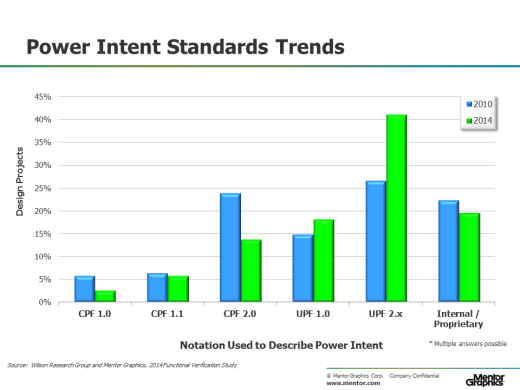 Power Intent Standards Trends
45%
40%
35%
30%
25%
20%
15%
10%
5%
0%
Design Projects
2010
2014
CPF 1.0 CPF 1.1 CPF 2.0 UPF 1.0 UPF 2.x Internal /
Proprietary
Notation Used to Describe Power Intent
* Multiple answers possible
Source: Wilson Research Group and Mentor Graphics, 2014 Functional Verification Study
© Mentor Graphics Corp. Company Confidential
www.mentor.com
Mentor
Graphics